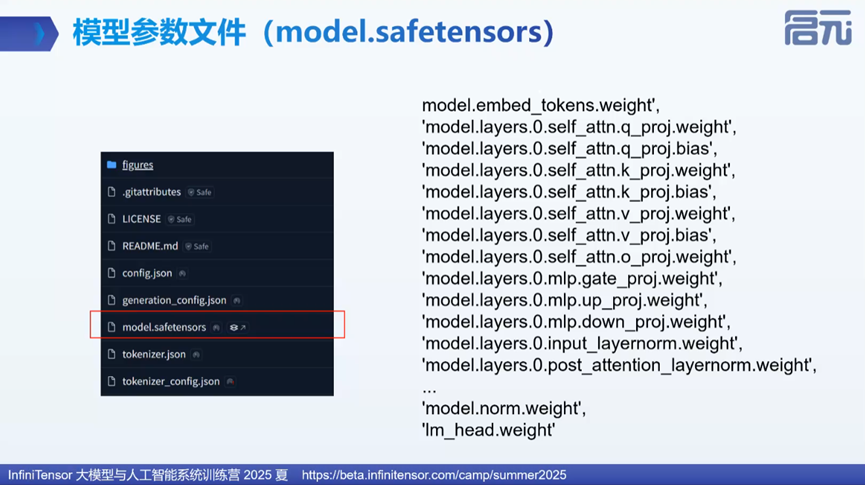 模型参数文件（model.safetensors）
启元
figures
.gitattributes Safe
LICENSE Safe
README.md Safe
config.json
generation_config.json
model.safetensors
tokenizer.json
tokenizer_config.json
model.embed_tokens.weight',
'model.layers.0.self_attn.q_proj.weight',
'model.layers.0.self_attn.q_proj.bias',
'model.layers.0.self_attn.k_proj.weight',
'model.layers.0.self_attn.k_proj.bias',
'model.layers.0.self_attn.v_proj.weight',
'model.layers.0.self_attn.v_proj.bias',
'model.layers.0.self_attn.o_proj.weight',
'model.layers.0.mlp.gate_proj.weight',
'model.layers.0.mlp.up_proj.weight',
'model.layers.0.mlp.down_proj.weight',
'model.layers.0.input_layernorm.weight',
'model.layers.0.post_attention_layernorm.weight',
...
'model.norm.weight',
'lm_head.weight'
InfiniTensor 大模型与人工智能系统训练营 2025 夏 https://beta.infinitensor.com/camp/summer2025